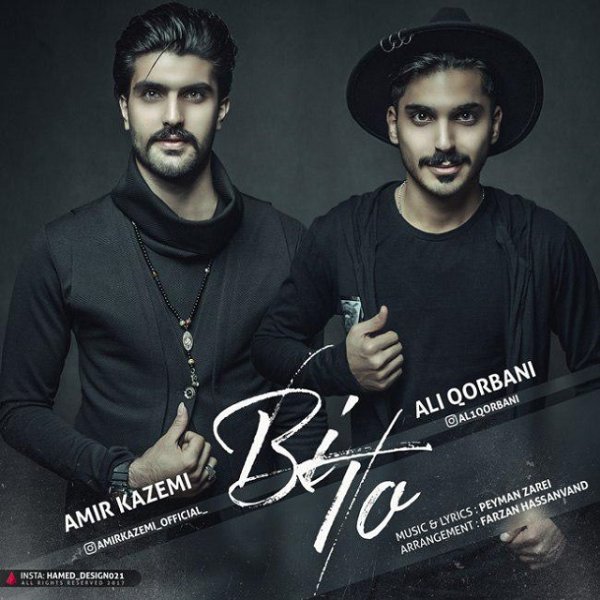 ALI QORBANI
AL1QORBANI
Bi To
AMIR KAZEMI
AMIRKAZEMI_OFFICIAL_
MUSIC & LYRICS : PEYMAN ZAREI
ARRANGEMENT : FARZAN HASSANVAND
INSTA: HAMED_DESIGN021
ALL RIGHTS RESERVED 2017